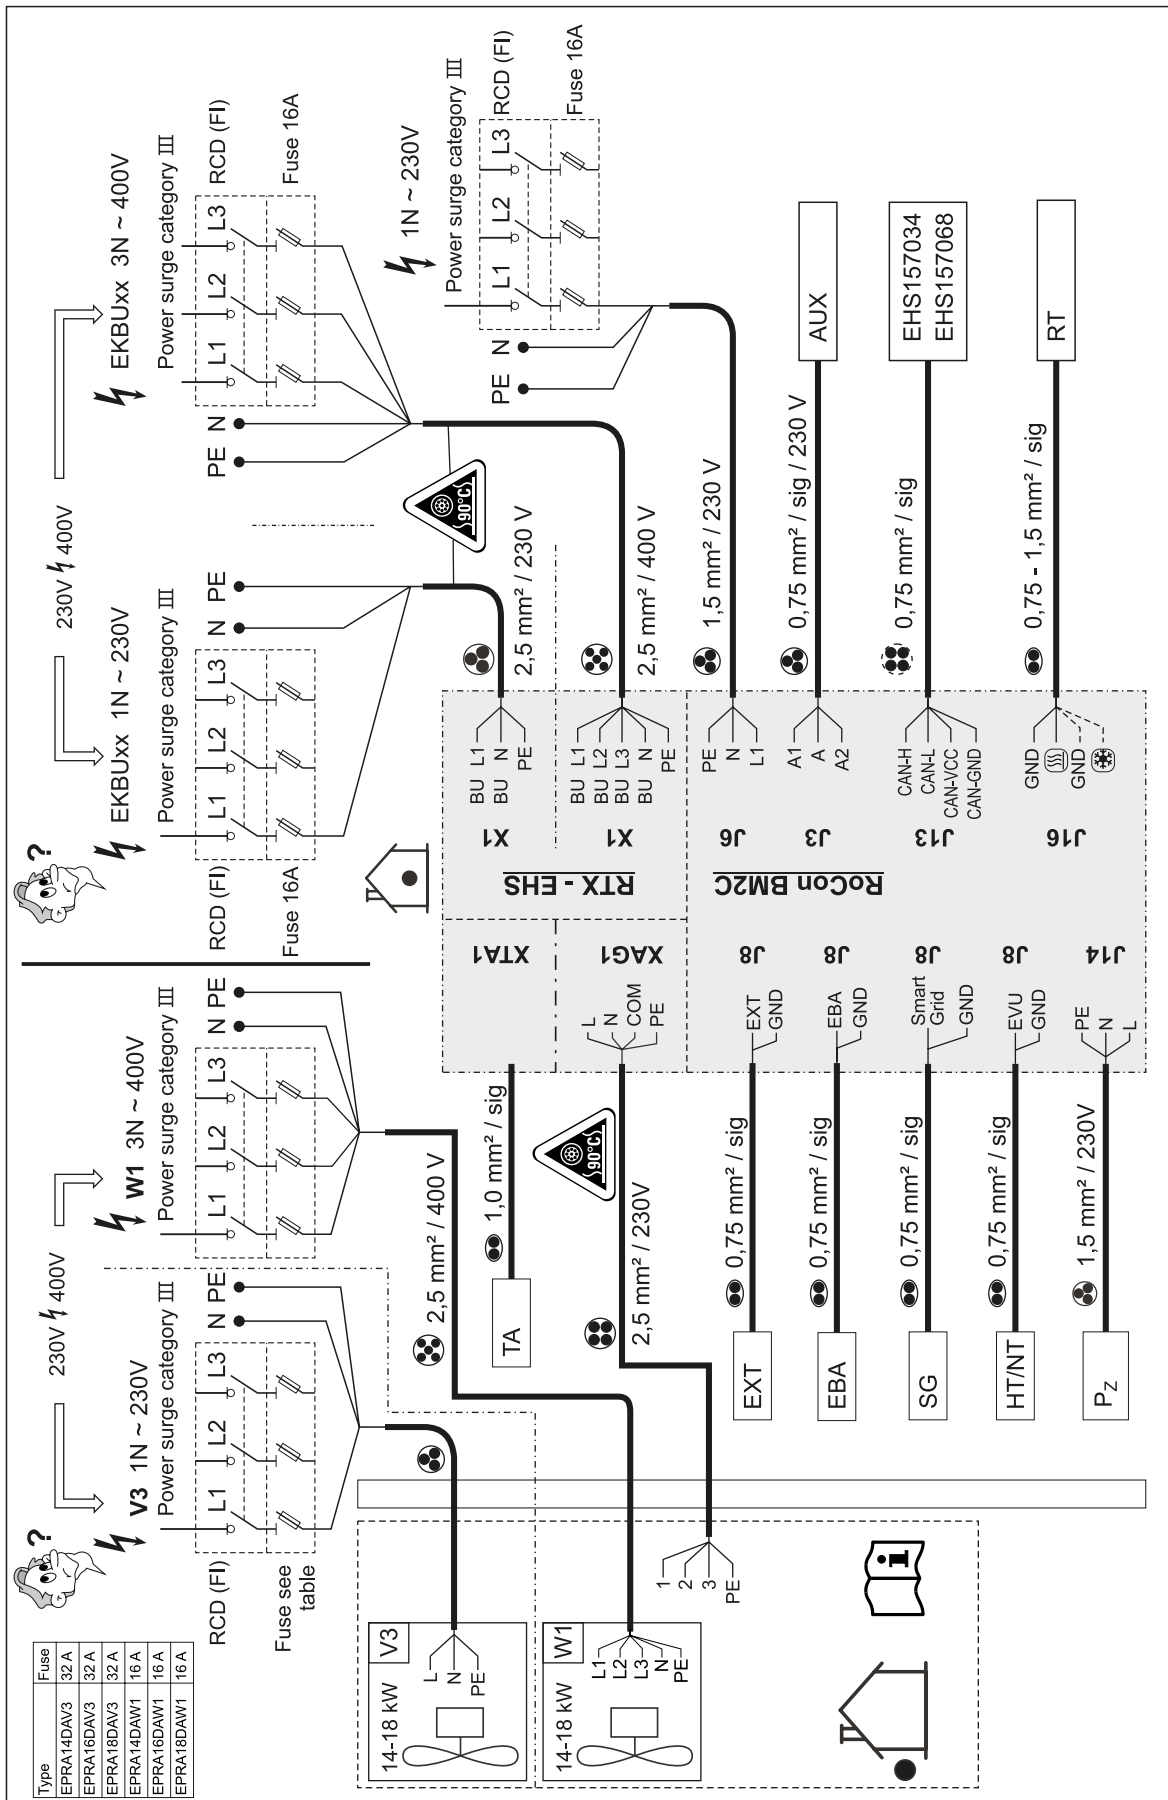 Type Fuse
EPRA14DAV3 32 A
EPRA16DAV3 32 A
EPRA18DAV3 32 A
EPRA14DAW1 16 A
EPRA16DAW1 16 A
EPRA18DAW1 16 A
?
230V 400V
V3 1N ~ 230V
Power surge category III
L1 L2 L3 N PE
RCD (FI)
Fuse see
table
W1 3N ~ 400V
Power surge category III
L1 L2 L3 N PE
?
230V 400V
EKBUxx 1N ~ 230V
Power surge category III
L1 L2 L3 N PE
RCD (FI)
Fuse 16A
EKBUxx 3N ~ 400V
Power surge category III
PE N L1 L2 L3
RCD (FI)
Fuse 16A
1N ~ 230V
Power surge category III
PE N L1 L2 L3
RCD (FI)
Fuse 16A
90°C
2,5 mm² / 230 V
2,5 mm² / 400 V
1,5 mm² / 230 V
0,75 mm² / sig / 230 V
AUX
0,75 mm² / sig
EHS157034
EHS157068
0,75 - 1,5 mm² / sig
RT
X1
BU L1
BU N
PE
X1
BU L1
BU L2
BU L3
BU N
PE
RTX - EHS
J6
PE
N
L1
RoCon BM2C
J3
A1
A
A2
J13
CAN-H
CAN-L
CAN-VCC
CAN-GND
J16
GND
GND
XTA1
XAG1
L
N
COM
PE
J8
EXT
GND
J8
EBA
GND
J8
Smart
Grid
GND
J8
EVU
GND
J14
PE
N
L
2,5 mm² / 400 V
TA
1,0 mm² / sig
90°C
2,5 mm² / 230V
EXT
0,75 mm² / sig
EBA
0,75 mm² / sig
SG
0,75 mm² / sig
HT/NT
0,75 mm² / sig
PZ
1,5 mm² / 230V
14-18 kW
V3
L
N
PE
14-18 kW
W1
L1
L2
L3
N
PE
1
2
3
PE
i